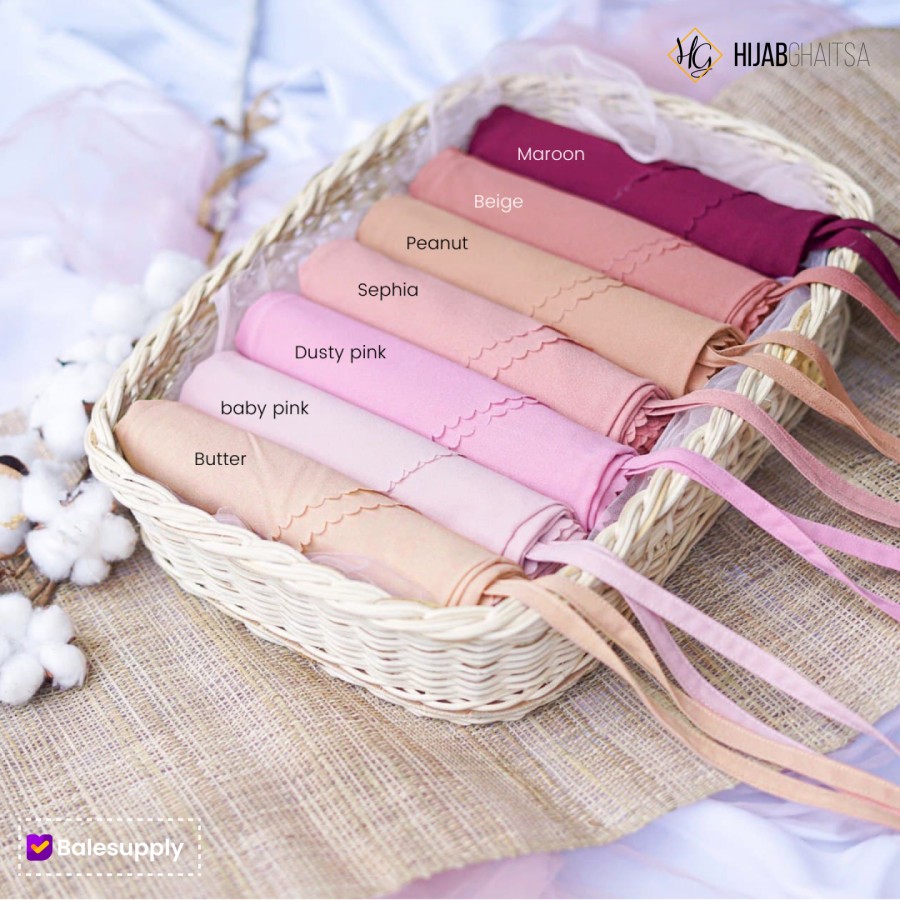 HG HIJABGHAITSA
Maroon
Beige
Peanut
Sephia
Dusty pink
baby pink
Butter
Balesupply